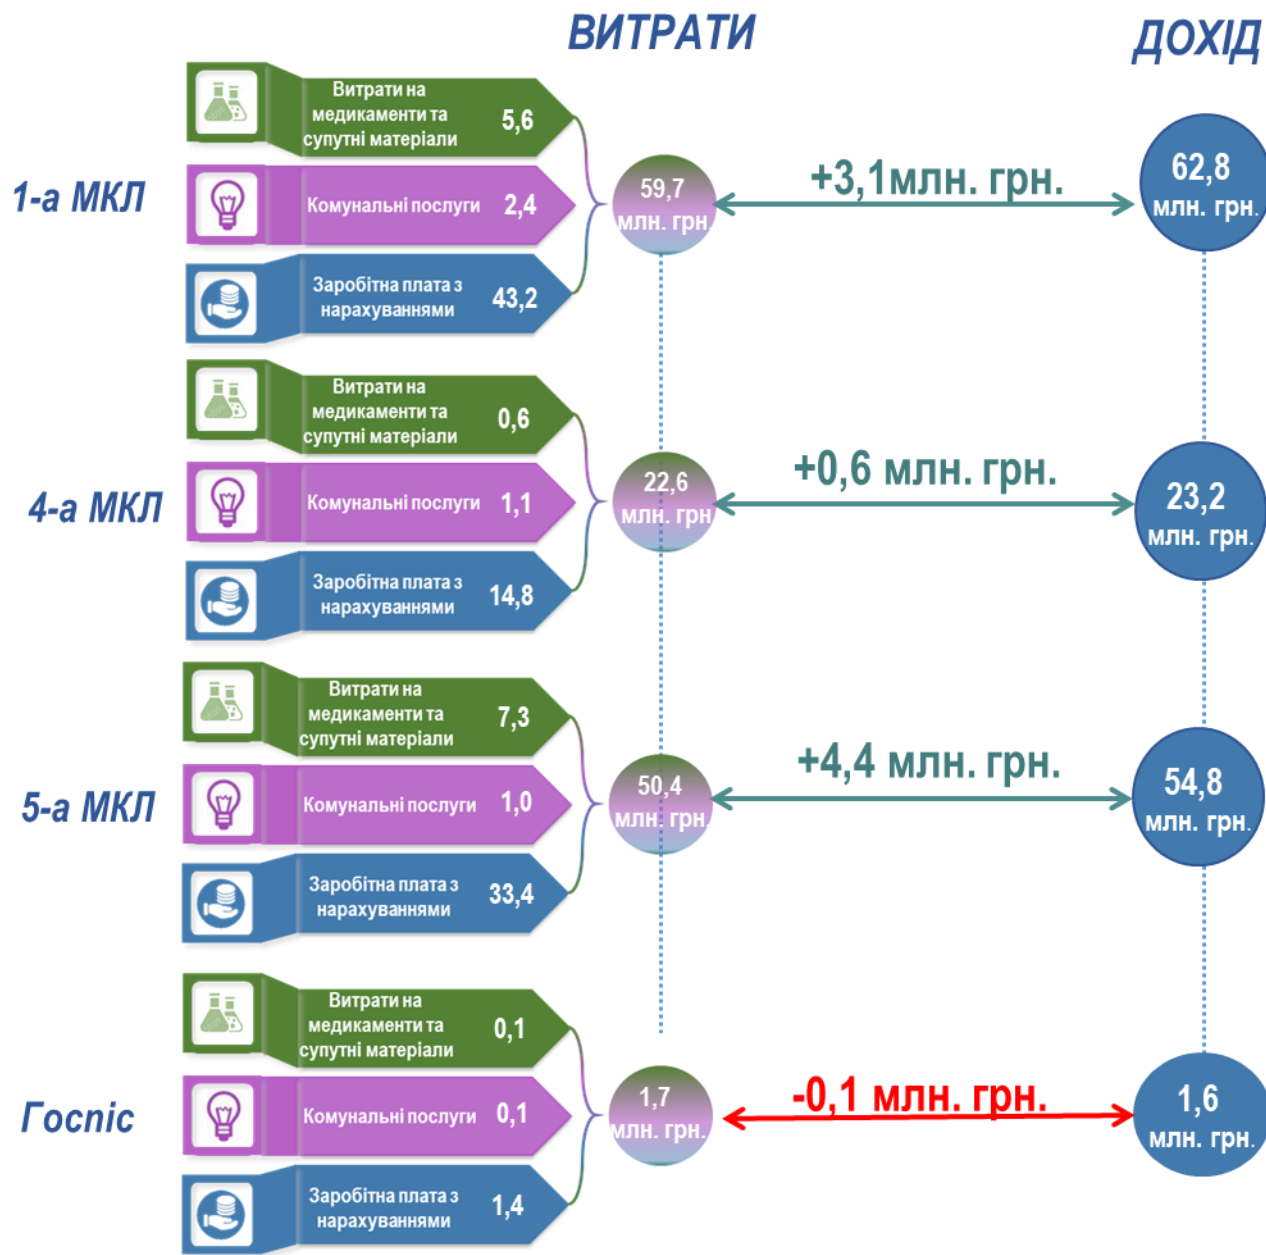 ВИТРАТИ
ДОХІД
1-а МКЛ
Витрати на
медикаменти та
супутні матеріали
5,6
Комунальні послуги
2,4
Заробітна плата з
нарахуваннями
43,2
59,7
млн. грн.
+3,1млн. грн.
62,8
млн. грн.
4-а МКЛ
Витрати на
медикаменти та
супутні матеріали
0,6
Комунальні послуги
1,1
Заробітна плата з
нарахуваннями
14,8
22,6
млн. грн
+0,6 млн. грн.
23,2
млн. грн.
5-а МКЛ
Витрати на
медикаменти та
супутні матеріали
7,3
Комунальні послуги
1,0
Заробітна плата з
нарахуваннями
33,4
50,4
млн. грн.
+4,4 млн. грн.
54,8
млн. грн.
Госпіс
Витрати на
медикаменти та
супутні матеріали
0,1
Комунальні послуги
0,1
Заробітна плата з
нарахуваннями
1,4
1,7
млн. грн.
-0,1 млн. грн.
1,6
млн. грн.